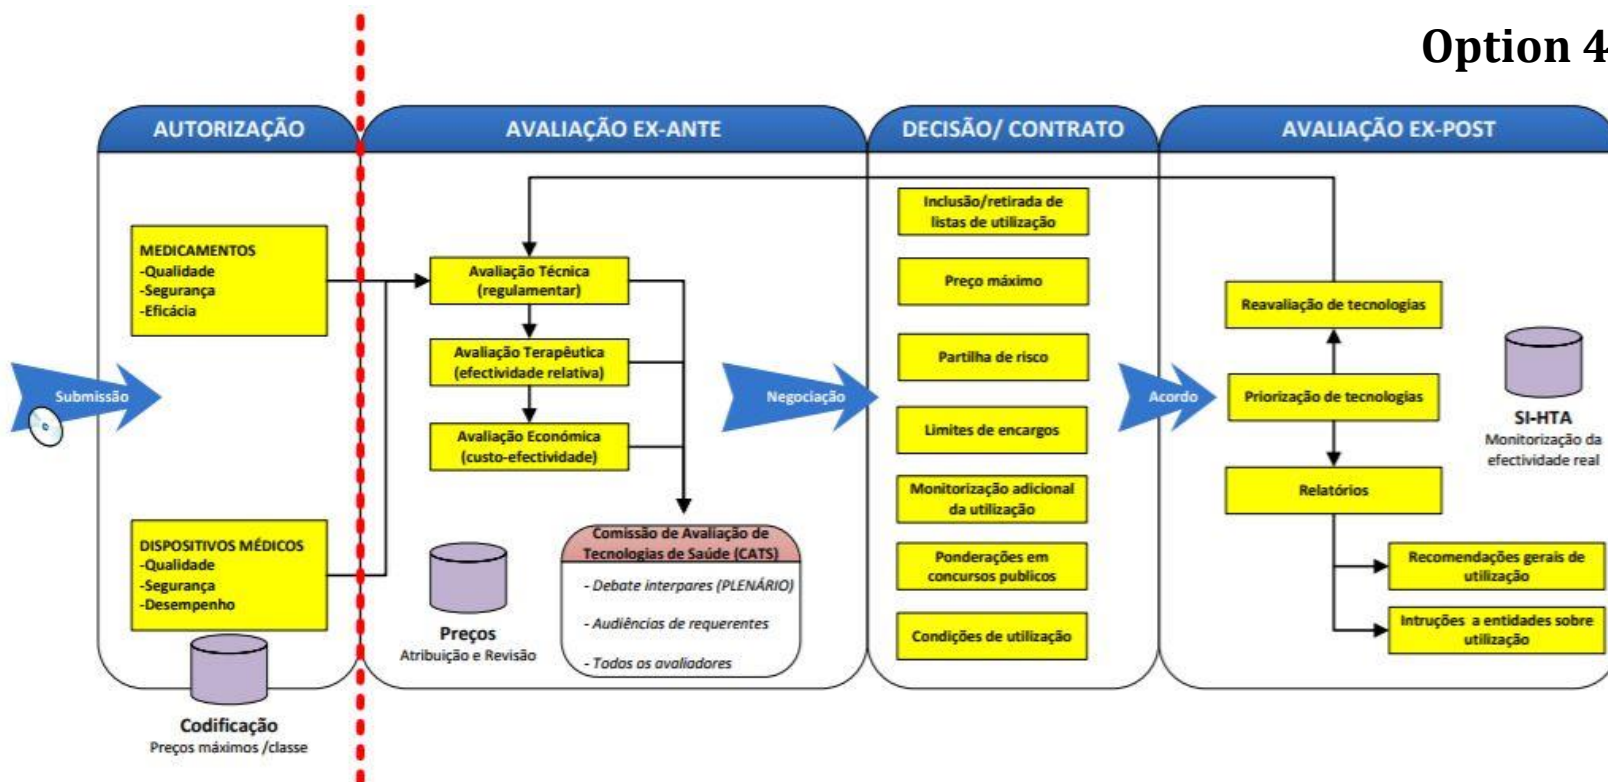 Option 4
AUTORIZAÇÃO
AVALIAÇÃO EX-ANTE
DECISÃO/ CONTRATO
AVALIAÇÃO EX-POST
Submissão
MEDICAMENTOS
-Qualidade
-Segurança
-Eficácia
DISPOSITIVOS MÉDICOS
-Qualidade
-Segurança
-Desempenho
Codificação
Preços máximos /classe
Avaliação Técnica
(regulamentar)
Avaliação Terapêutica
(efectividade relativa)
Avaliação Económica
(custo-efectividade)
Preços
Atribuição e Revisão
Comissão de Avaliação de
Tecnologias de Saúde (CATS)
- Debate interpares (PLENÁRIO)
- Audiências de requerentes
- Todos os avaliadores
Negociação
Inclusão/retirada de
listas de utilização
Preço máximo
Partilha de risco
Limites de encargos
Monitorização adicional
da utilização
Ponderações em
concursos publicos
Condições de utilização
Acordo
Reavaliação de tecnologias
Priorização de tecnologias
Relatórios
Recomendações gerais de
utilização
Intruções a entidades sobre
utilização
SI-HTA
Monitorização da
efectividade real